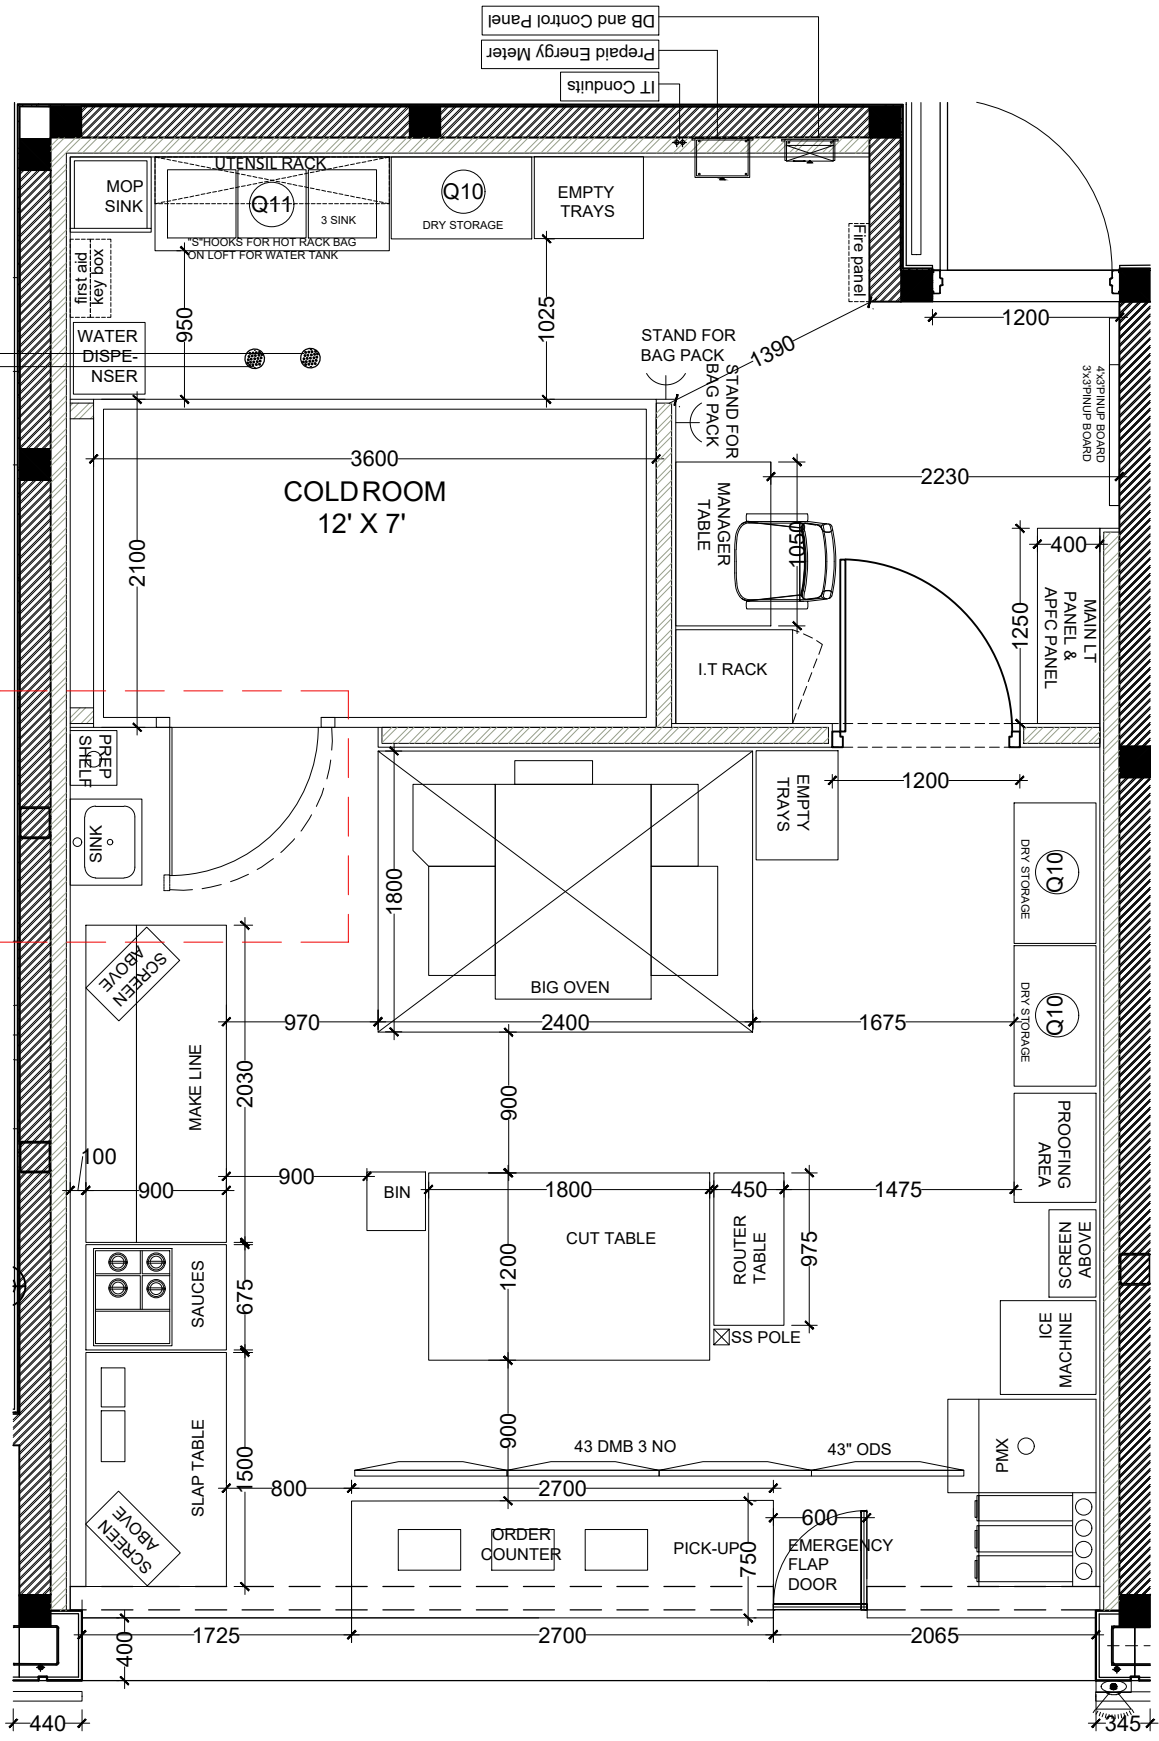 DB and Control Panel
Prepaid Energy Meter
IT Conduits
UTENSIL RACK
MOP
SINK
Q11
3 SINK
"S"HOOKS FOR HOT RACK BAG
ON LOFT FOR WATER TANK
Q10
DRY STORAGE
EMPTY
TRAYS
Fire panel
first aid
key box
950
1025
WATER
DISPE-
NSER
STAND FOR
BAG PACK
STAND FOR
BAG PACK
1390
1200
4'x3'PINUP BOARD
3'x3'PINUP BOARD
3600
COLD ROOM
12' X 7'
2100
2230
MANAGER
TABLE
1050
400
1250
MAIN LT
PANEL &
APFC PANEL
I.T RACK
PREP
SHELF
SINK
EMPTY
TRAYS
1200
1800
BIG OVEN
Q10
DRY STORAGE
Q10
DRY STORAGE
SCREEN
ABOVE
970
2400
1675
MAKE LINE
2030
900
PROOFING
AREA
100
900
900
BIN
1800
450
1475
CUT TABLE
1200
ROUTER
TABLE
975
SCREEN
ABOVE
SAUCES
675
SS POLE
ICE
MACHINE
SLAP TABLE
1500
900
43 DMB 3 NO
43" ODS
PMX
800
2700
SCREEN
ABOVE
ORDER
COUNTER
PICK-UP
750
600
EMERGENCY
FLAP
DOOR
1725
2700
2065
400
440
345